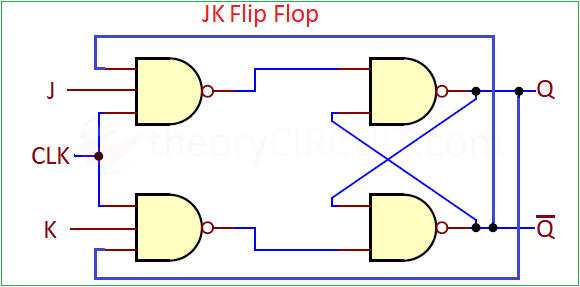 JK Flip Flop
J
Q
theoryCIRCUIT.com
CLK
K
Q̅